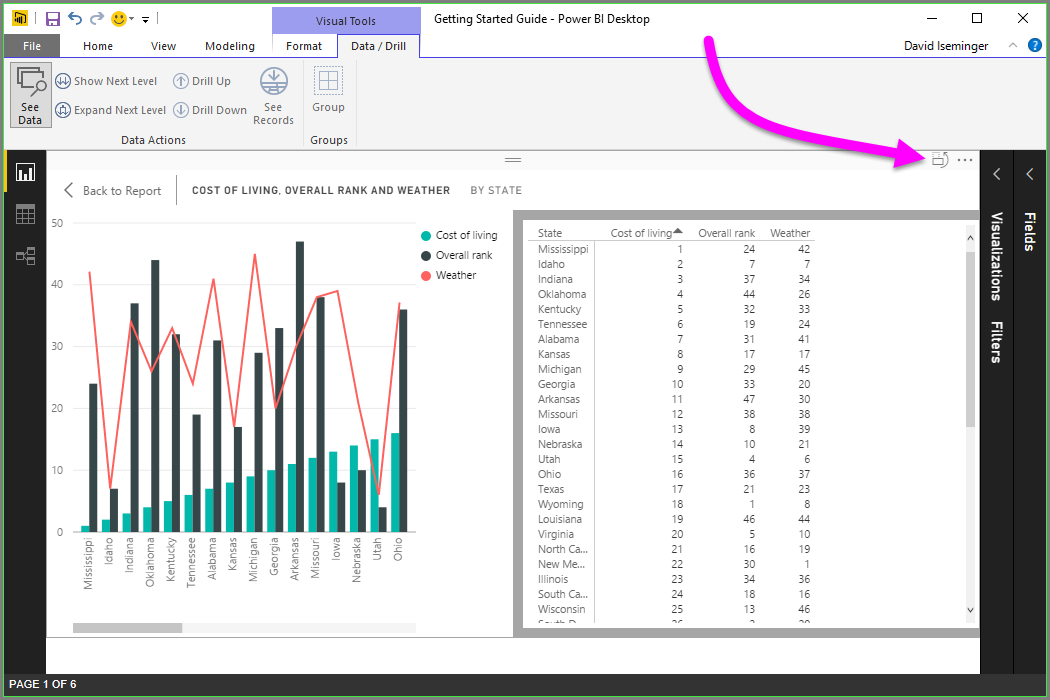 Visual Tools
Getting Started Guide - Power BI Desktop
File Home View Modeling Format Data / Drill
David Iseminger
?
See Data
Show Next Level
Expand Next Level
Drill Up
Drill Down
See Records
Group
Data Actions
Groups
Back to Report
COST OF LIVING, OVERALL RANK AND WEATHER BY STATE
50
40
30
20
10
0
Mississippi
Idaho
Indiana
Oklahoma
Kentucky
Tennessee
Alabama
Kansas
Michigan
Georgia
Arkansas
Missouri
Iowa
Nebraska
Utah
Ohio
Cost of living
Overall rank
Weather
State Cost of living Overall rank Weather
Mississippi 1 24 42
Idaho 2 7 7
Indiana 3 37 34
Oklahoma 4 44 26
Kentucky 5 32 33
Tennessee 6 19 24
Alabama 7 31 41
Kansas 8 17 17
Michigan 9 29 45
Georgia 10 33 20
Arkansas 11 47 30
Missouri 12 38 38
Iowa 13 8 39
Nebraska 14 10 21
Utah 15 4 6
Ohio 16 36 37
Texas 17 21 23
Wyoming 18 1 8
Louisiana 19 46 44
Virginia 20 5 10
North Ca... 21 16 19
New Me... 22 30 1
Illinois 23 34 36
South Ca... 24 18 16
Wisconsin 25 13 46
Visualizations
Filters
Fields
PAGE 1 OF 6